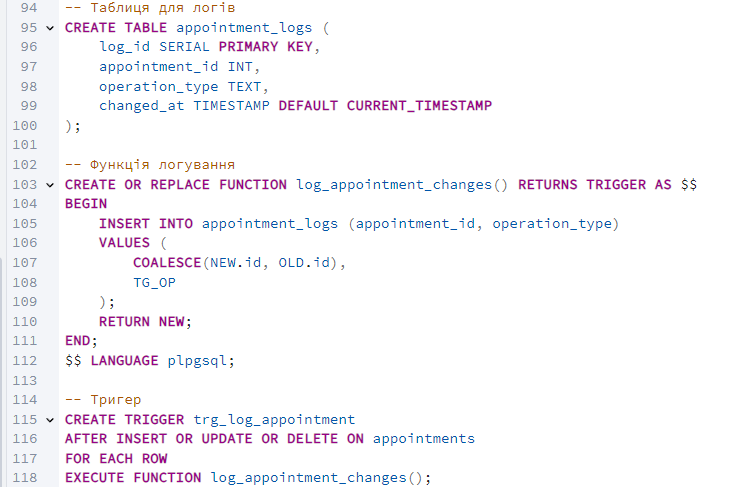 94 -- Таблиця для логів
95 CREATE TABLE appointment_logs (
96     log_id SERIAL PRIMARY KEY,
97     appointment_id INT,
98     operation_type TEXT,
99     changed_at TIMESTAMP DEFAULT CURRENT_TIMESTAMP
100 );
101
102 -- Функція логування
103 CREATE OR REPLACE FUNCTION log_appointment_changes() RETURNS TRIGGER AS $$
104 BEGIN
105     INSERT INTO appointment_logs (appointment_id, operation_type)
106     VALUES (
107         COALESCE(NEW.id, OLD.id),
108         TG_OP
109     );
110     RETURN NEW;
111 END;
112 $$ LANGUAGE plpgsql;
113
114 -- Тригер
115 CREATE TRIGGER trg_log_appointment
116 AFTER INSERT OR UPDATE OR DELETE ON appointments
117 FOR EACH ROW
118 EXECUTE FUNCTION log_appointment_changes();